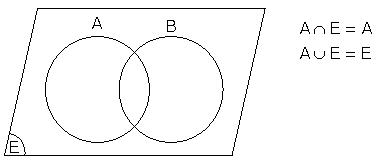 A B
A∩E = A
A∪E = E
E